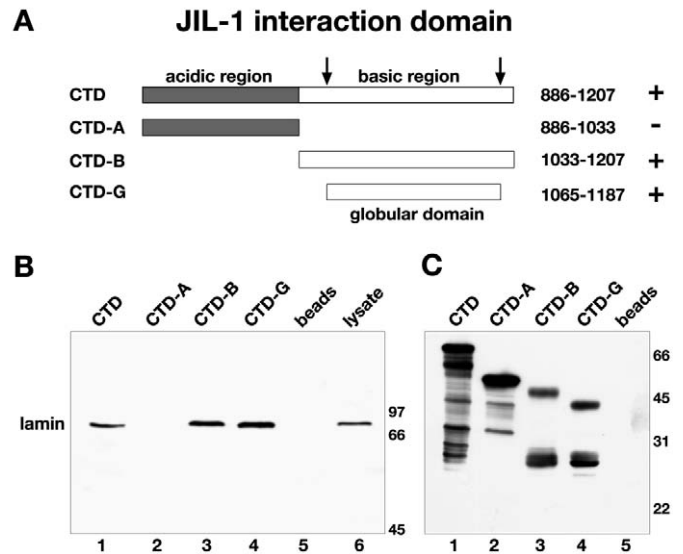 A JIL-1 interaction domain
acidic region basic region
CTD 886-1207 +
CTD-A 886-1033 -
CTD-B 1033-1207 +
CTD-G 1065-1187 +
globular domain
B
CTD CTD-A CTD-B CTD-G beads lysate
lamin
97
66
45
1 2 3 4 5 6
C
CTD CTD-A CTD-B CTD-G beads
66
45
31
22
1 2 3 4 5